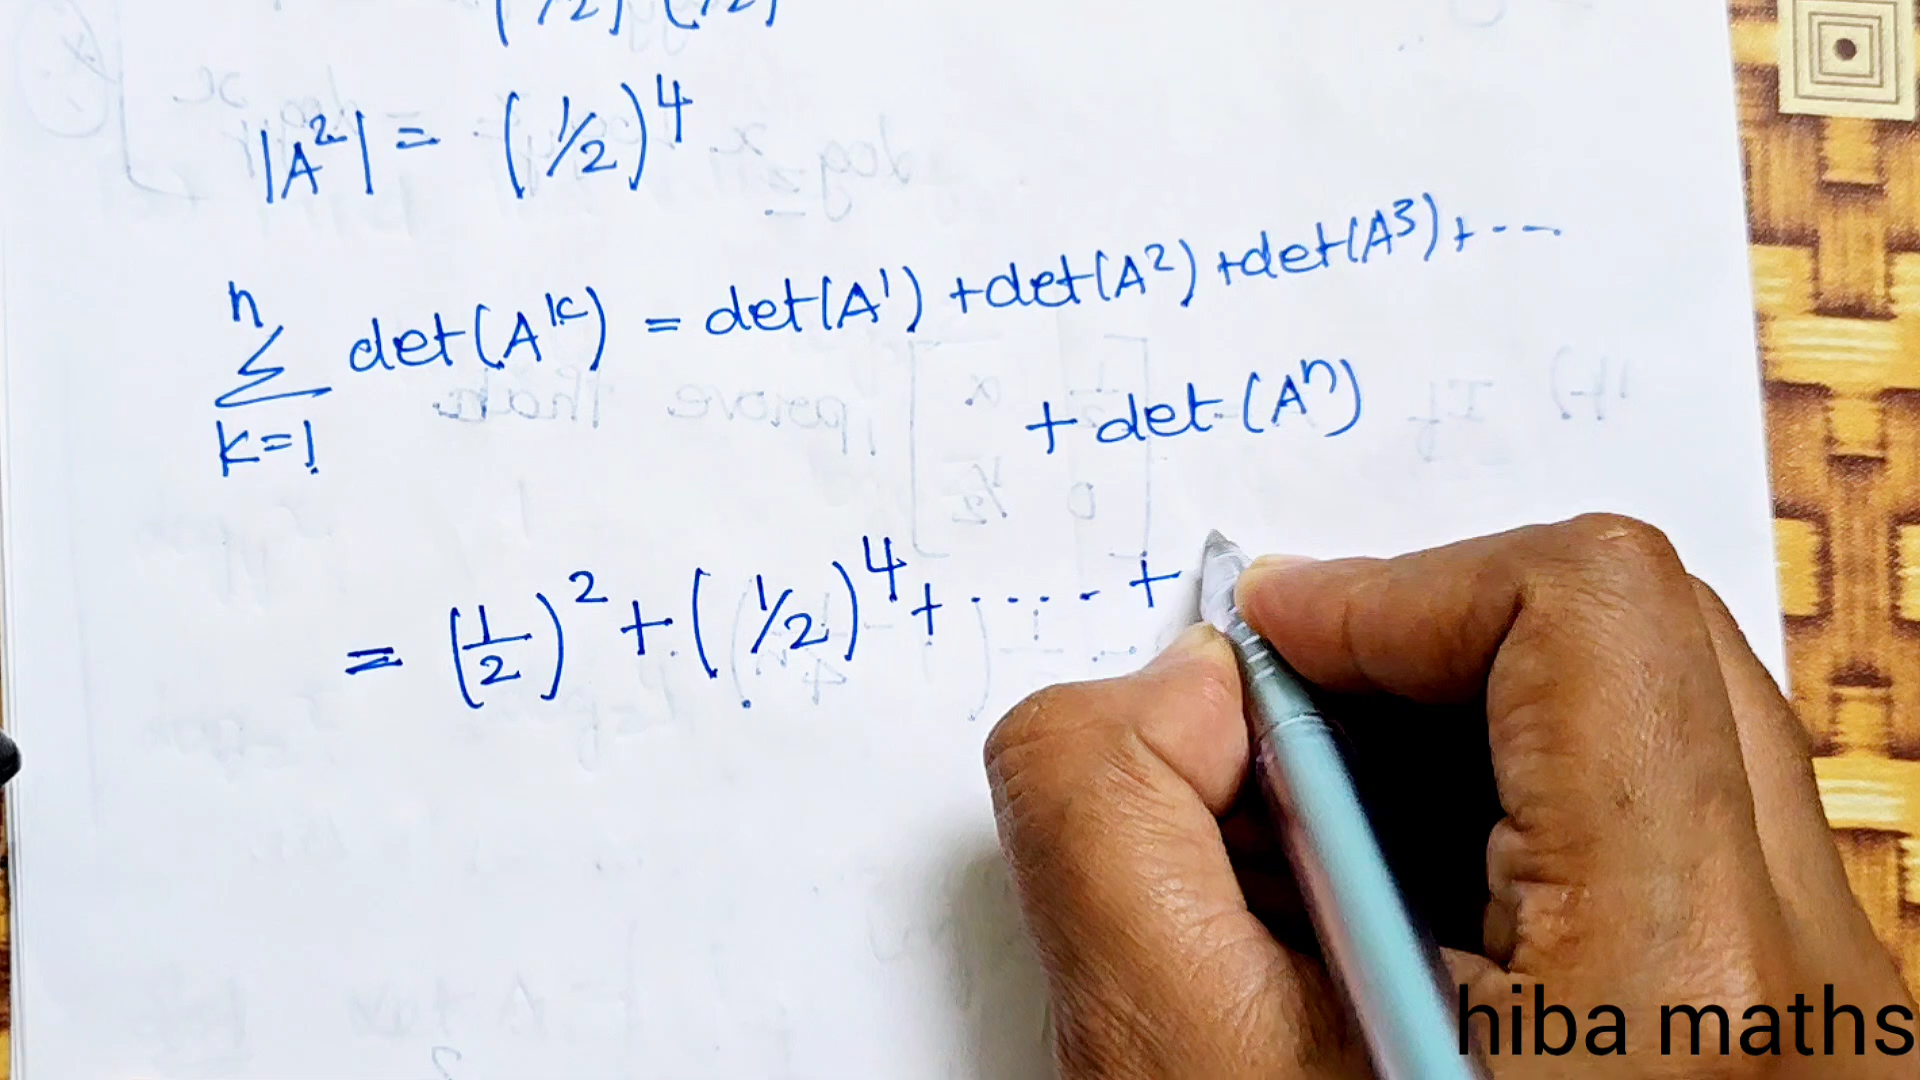 |A²| = (1/2)⁴
n
Σ det(Aᵏ) = det(A¹) + det(A²) + det(A³) + ...
k=1
+ det(Aⁿ)
= (1/2)² + (1/2)⁴ + ..... +
hiba maths